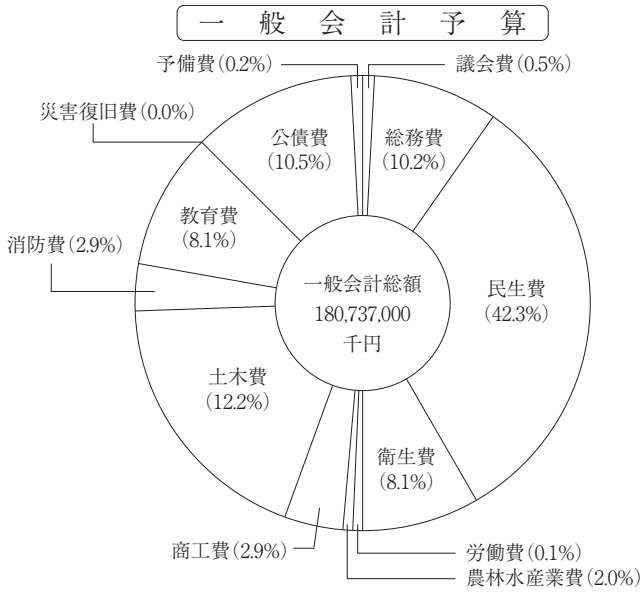 一般会計予算
予備費(0.2%)
議会費(0.5%)
災害復旧費(0.0%)
公債費
(10.5%)
総務費
(10.2%)
教育費
(8.1%)
消防費(2.9%)
一般会計総額
180,737,000
千円
民生費
(42.3%)
土木費
(12.2%)
衛生費
(8.1%)
商工費(2.9%)
労働費(0.1%)
農林水産業費(2.0%)